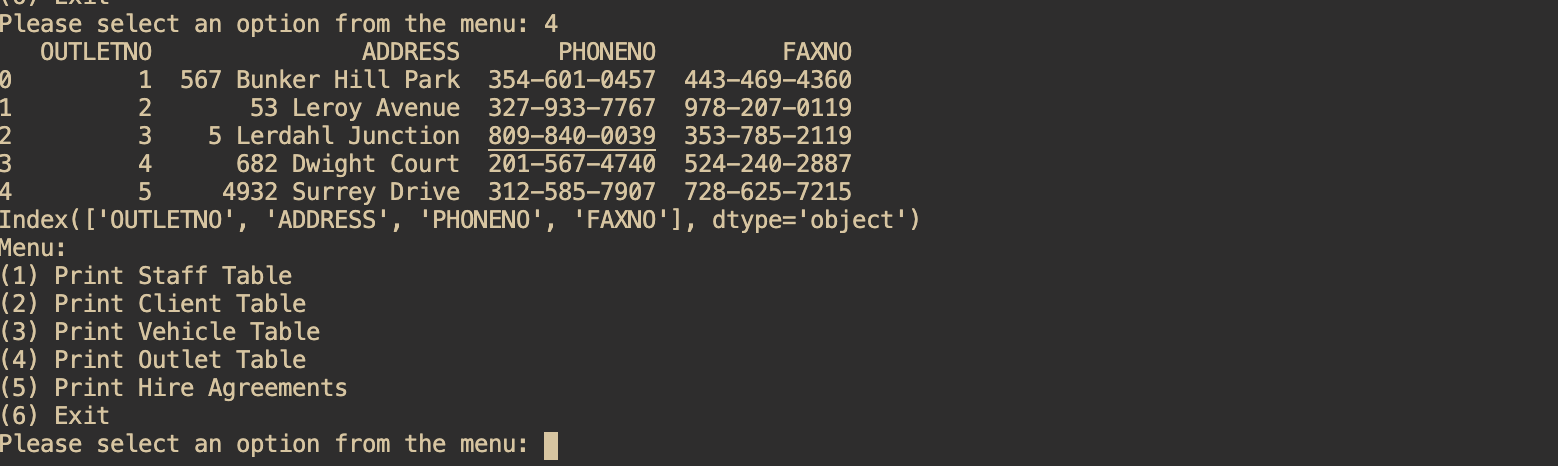 (6) Exit
Please select an option from the menu: 4
OUTLETNO ADDRESS PHONENO FAXNO
0 1 567 Bunker Hill Park 354-601-0457 443-469-4360
1 2 53 Leroy Avenue 327-933-7767 978-207-0119
2 3 5 Lerdahl Junction 809-840-0039 353-785-2119
3 4 682 Dwight Court 201-567-4740 524-240-2887
4 5 4932 Surrey Drive 312-585-7907 728-625-7215
Index(['OUTLETNO', 'ADDRESS', 'PHONENO', 'FAXNO'], dtype='object')
Menu:
(1) Print Staff Table
(2) Print Client Table
(3) Print Vehicle Table
(4) Print Outlet Table
(5) Print Hire Agreements
(6) Exit
Please select an option from the menu: